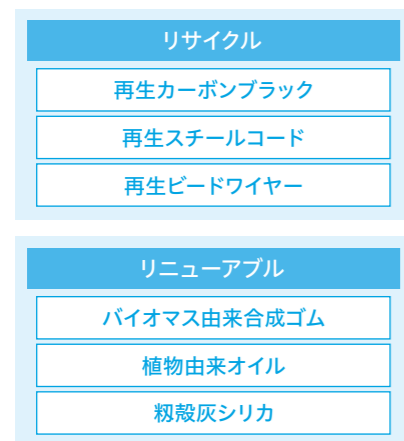 リサイクル
再生カーボンブラック
再生スチールコード
再生ビードワイヤー
リニューアブル
バイオマス由来合成ゴム
植物由来オイル
籾殻灰シリカ